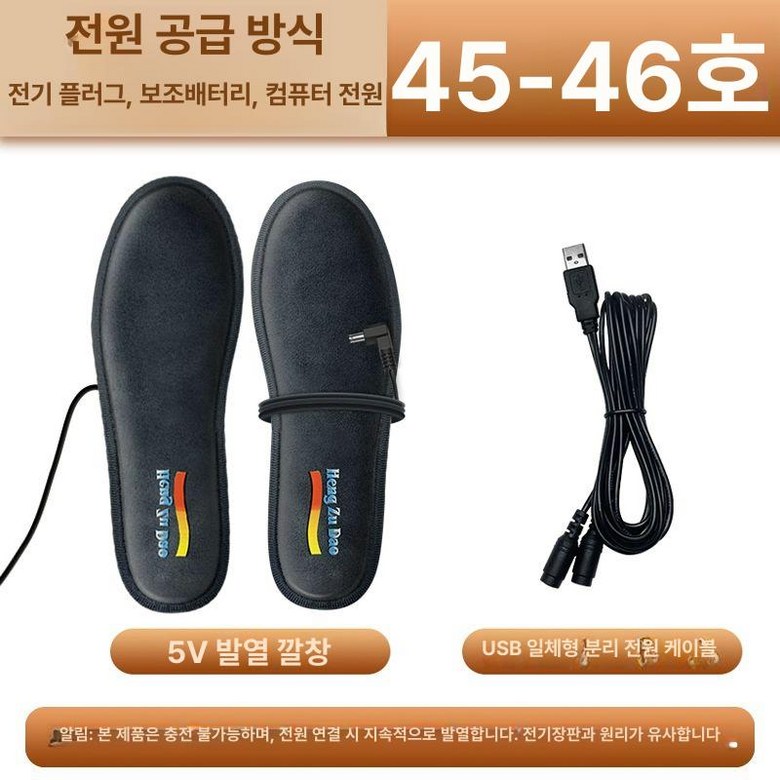 전원 공급 방식
전기 플러그, 보조배터리, 컴퓨터 전원
45-46호
Heng Zu Dao
Heng Zu Dao
5V 발열 깔창
USB 일체형 분리 전원 케이블
알림: 본 제품은 충전 불가능하며, 전원 연결 시 지속적으로 발열합니다. 전기장판과 원리가 유사합니다